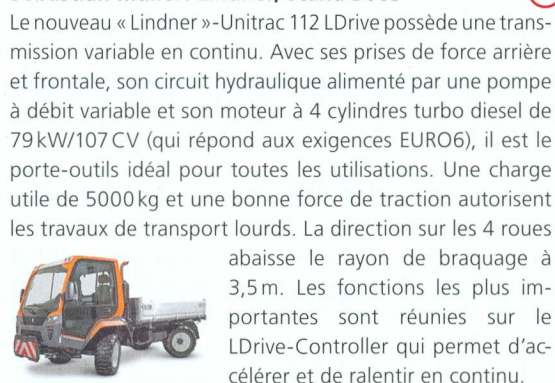 Le nouveau « Lindner »-Unitrac 112 LDrive possède une trans-
mission variable en continu. Avec ses prises de force arrière
et frontale, son circuit hydraulique alimenté par une pompe
à débit variable et son moteur à 4 cylindres turbo diesel de
79 kW/107 CV (qui répond aux exigences EURO6), il est le
porte-outils idéal pour toutes les utilisations. Une charge
utile de 5000 kg et une bonne force de traction autorisent
les travaux de transport lourds. La direction sur les 4 roues
abaisse le rayon de braquage à
3,5 m. Les fonctions les plus im-
portantes sont réunies sur le
LDrive-Controller qui permet d'ac-
célérer et de ralentir en continu.